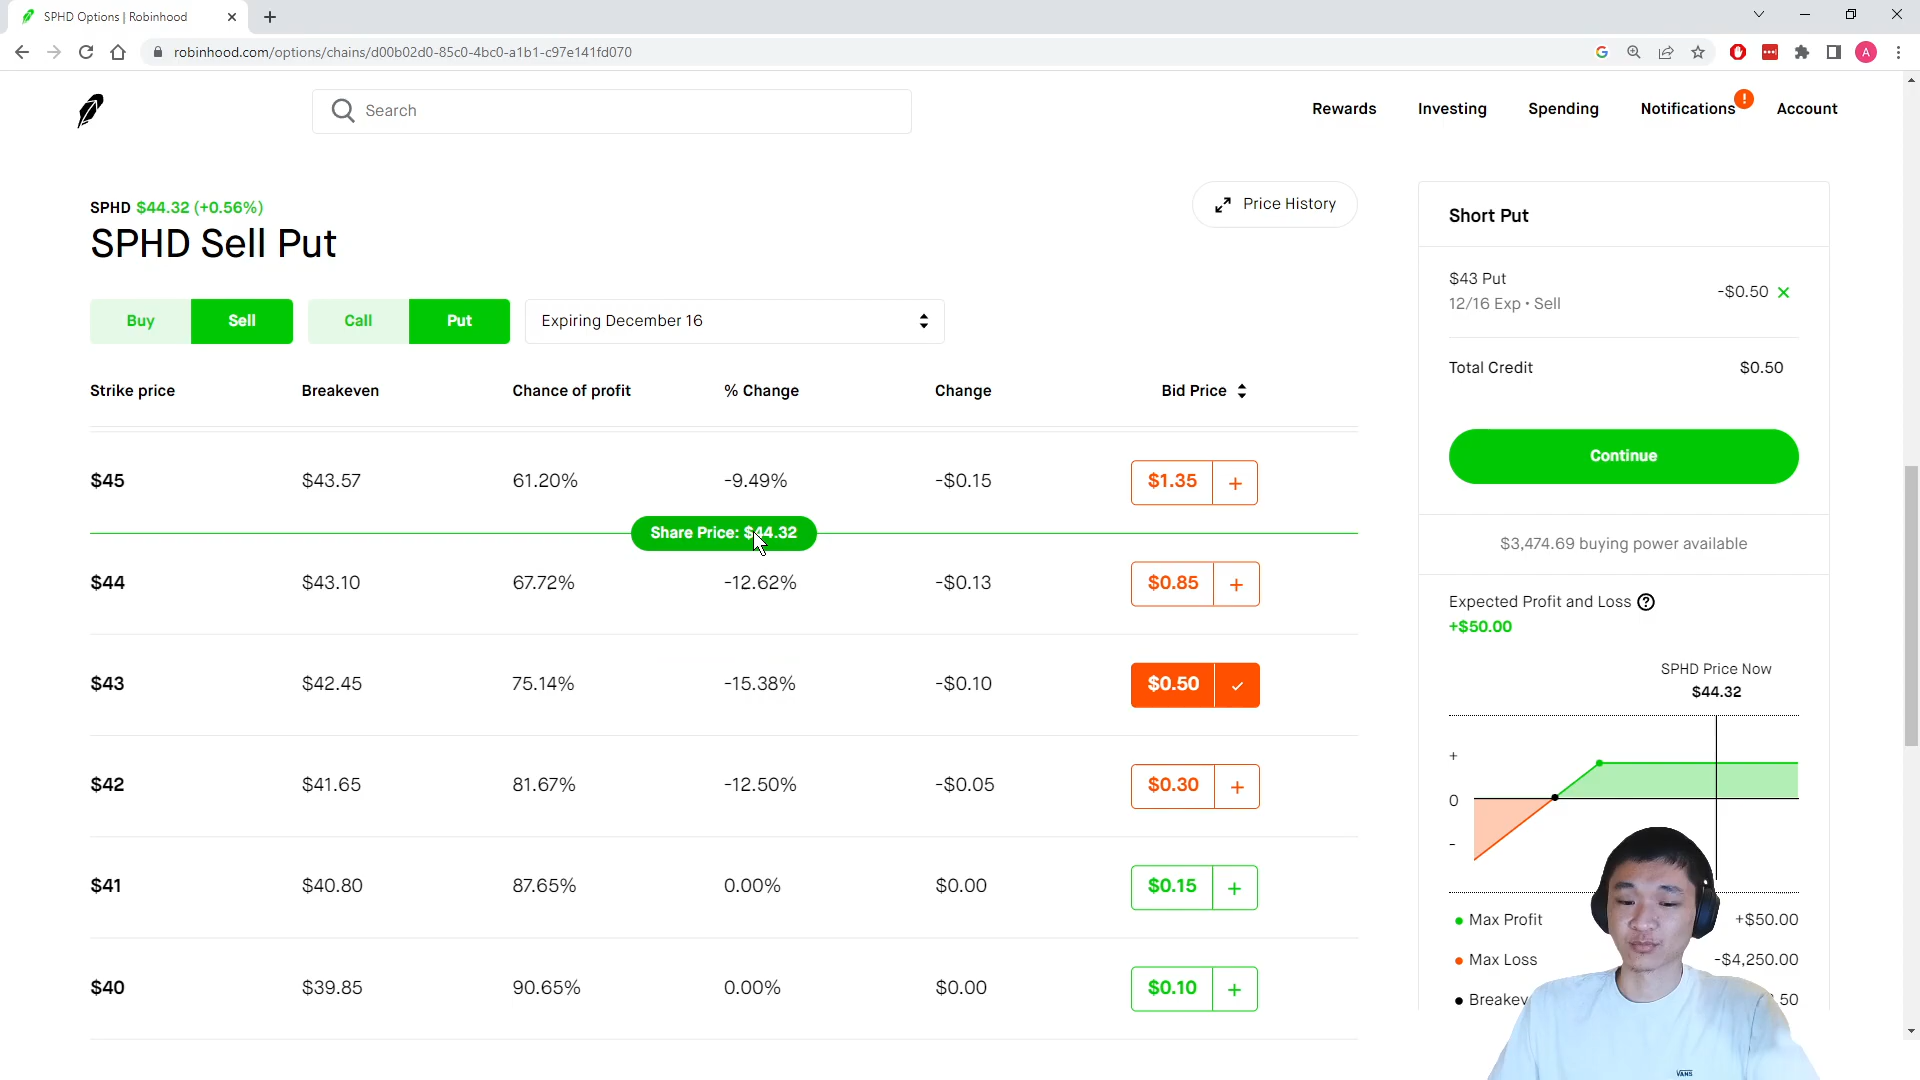 SPHD Options | Robinhood
robinhood.com/options/chains/d00b02d0-85c0-4bc0-a1b1-c97e141fd070
A
Search
Rewards
Investing
Spending
Notifications
!
Account
SPHD $44.32 (+0.56%)
SPHD Sell Put
Price History
Buy
Sell
Call
Put
Expiring December 16
Strike price
Breakeven
Chance of profit
% Change
Change
Bid Price
$45
$43.57
61.20%
-9.49%
-$0.15
$1.35 +
Share Price: $44.32
$44
$43.10
67.72%
-12.62%
-$0.13
$0.85 +
$43
$42.45
75.14%
-15.38%
-$0.10
$0.50
$42
$41.65
81.67%
-12.50%
-$0.05
$0.30 +
$41
$40.80
87.65%
0.00%
$0.00
$0.15 +
$40
$39.85
90.65%
0.00%
$0.00
$0.10 +
Short Put
$43 Put
12/16 Exp • Sell
-$0.50
Total Credit
$0.50
Continue
$3,474.69 buying power available
Expected Profit and Loss ?
+$50.00
SPHD Price Now
$44.32
+
0
-
Max Profit
+$50.00
Max Loss
-$4,250.00
Breakev
.50
VANS